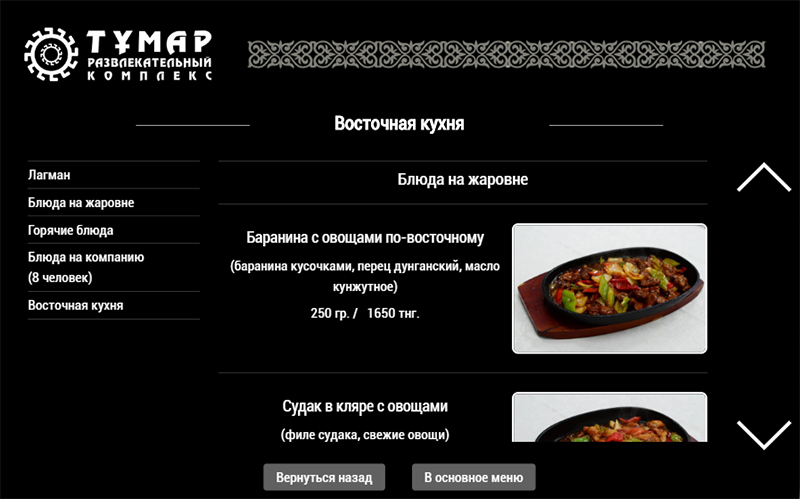 ТҰМАР
РАЗВЛЕКАТЕЛЬНЫЙ
КОМПЛЕКС
Восточная кухня
Лагман
Блюда на жаровне
Горячие блюда
Блюда на компанию
(8 человек)
Восточная кухня
Блюда на жаровне
Баранина с овощами по-восточному
(баранина кусочками, перец дунганский, масло
кунжутное)
250 гр. / 1650 тнг.
Судак в кляре с овощами
(филе судака, свежие овощи)
Вернуться назад
В основное меню